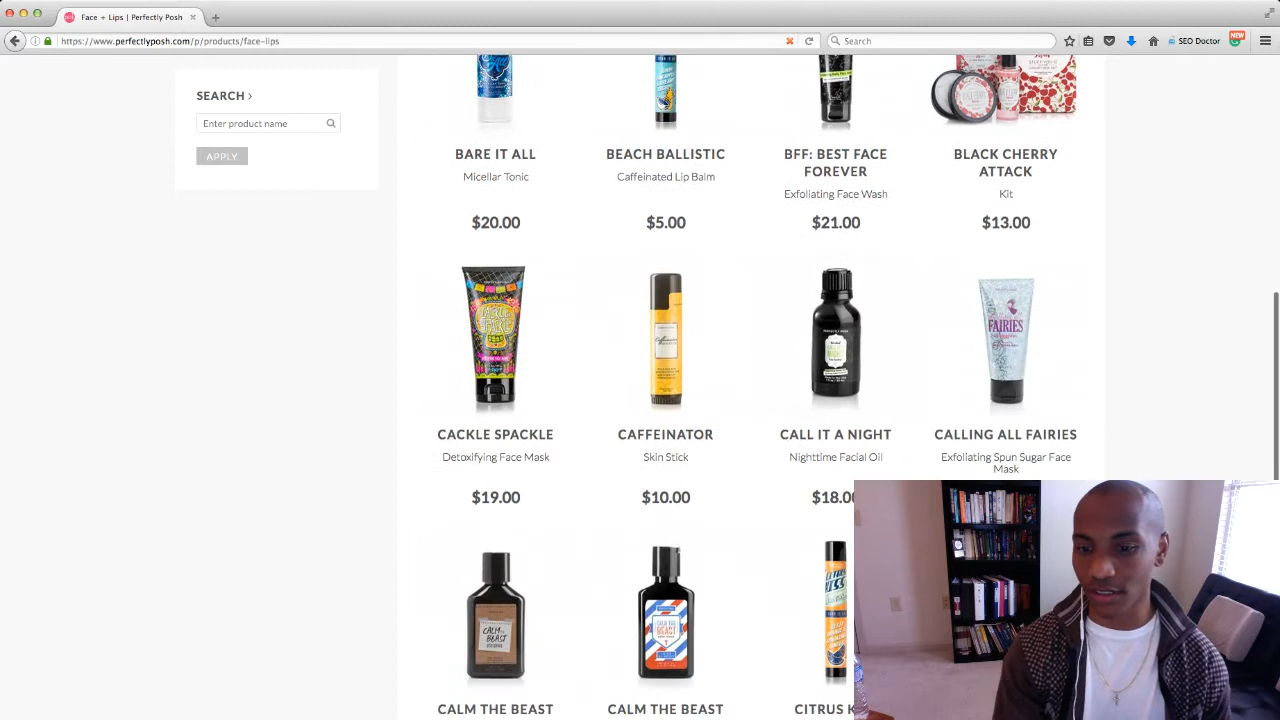 Face + Lips | Perfectly Posh
https://www.perfectlyposh.com/p/products/face-lips
Search
SEO Doctor
NEW
SEARCH
Enter product name
APPLY
BARE IT ALL
Micellar Tonic
$20.00
BEACH BALLISTIC
Caffeinated Lip Balm
$5.00
BFF: BEST FACE
FOREVER
Exfoliating Face Wash
$21.00
BLACK CHERRY
ATTACK
Kit
$13.00
FAIRIES
CACKLE SPACKLE
Detoxifying Face Mask
$19.00
CAFFEINATOR
Skin Stick
$10.00
CALL IT A NIGHT
Nighttime Facial Oil
$18.00
CALLING ALL FAIRIES
Exfoliating Spun Sugar Face
Mask
CALM THE BEAST
CALM THE BEAST
CITRUS